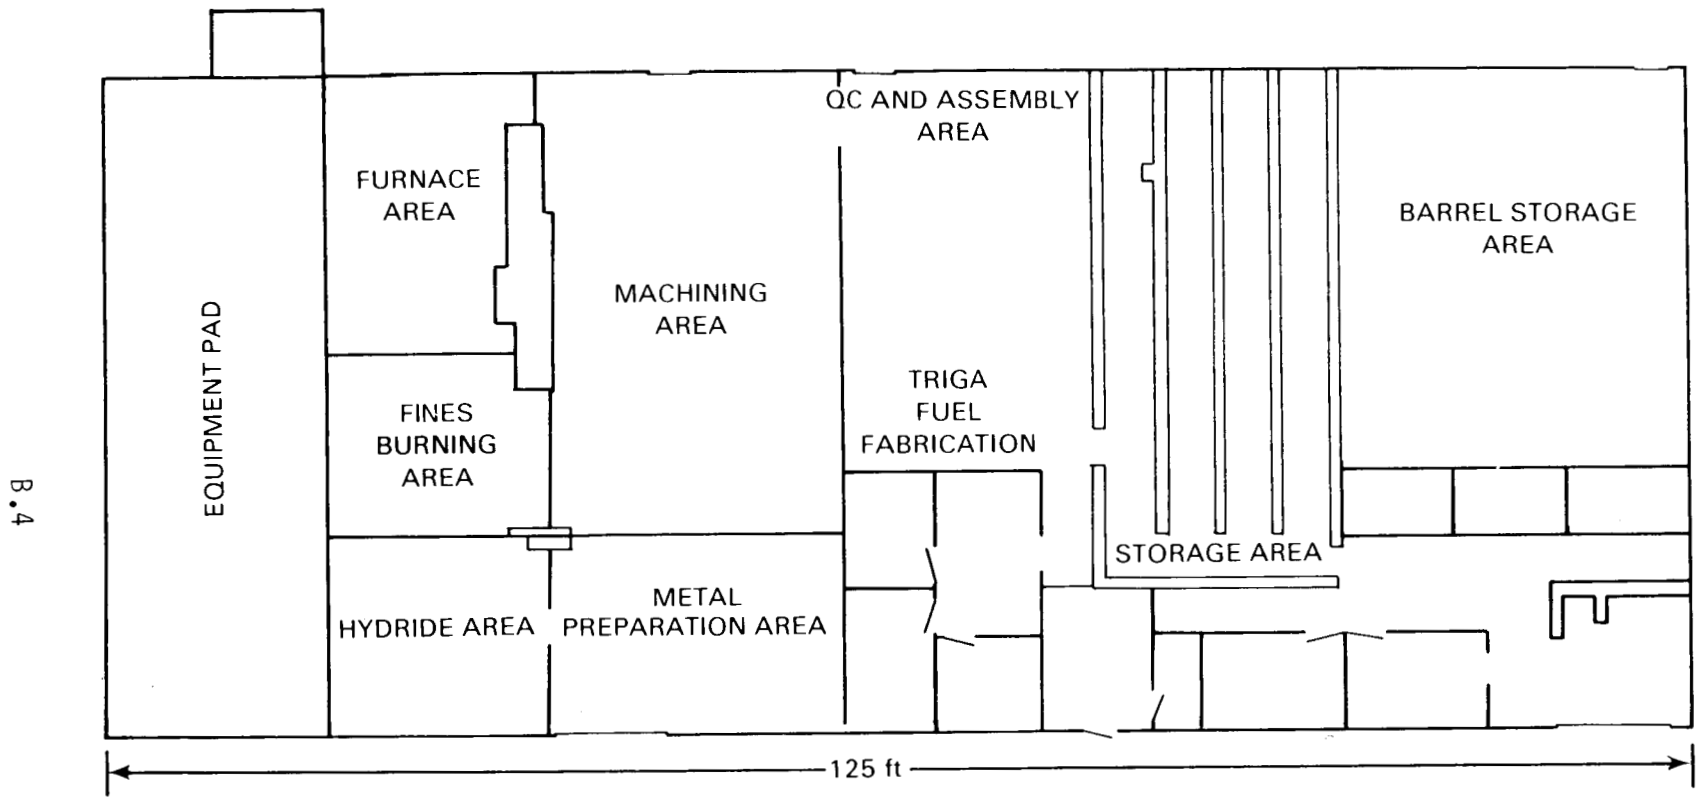 QC AND ASSEMBLY
AREA
FURNACE
AREA
BARREL STORAGE
AREA
MACHINING
AREA
EQUIPMENT PAD
TRIGA
FUEL
FABRICATION
FINES
BURNING
AREA
B.4
STORAGE AREA
HYDRIDE AREA
METAL
PREPARATION AREA
125 ft